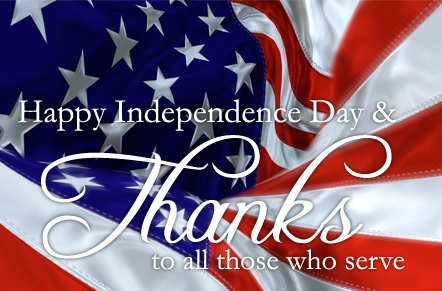 Happy Independence Day &
Thanks
to all those who serve